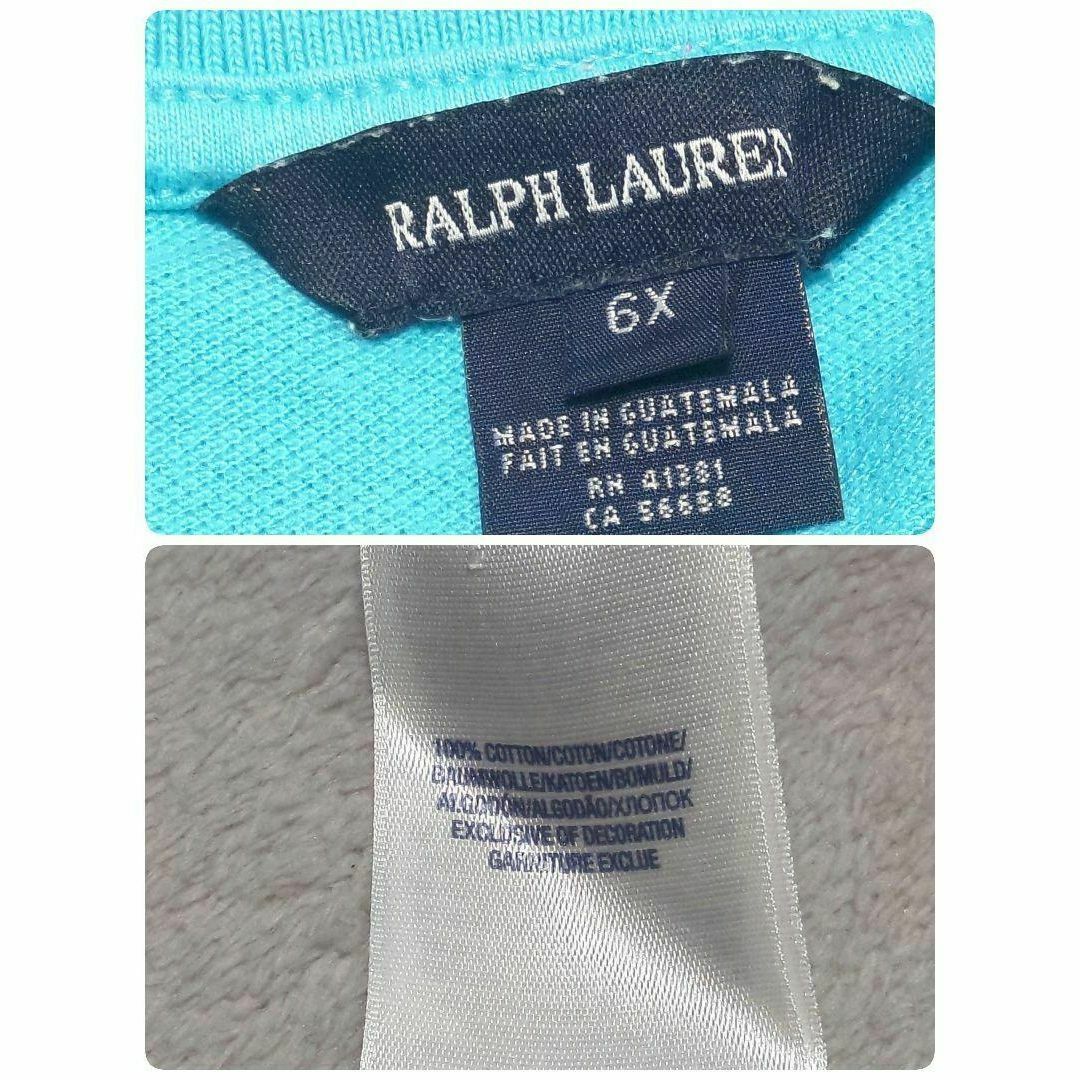 RALPH LAUREN
6X
MADE IN GUATEMALA
FAIT EN GUATEMALA
RN 41381
CA 56658
100% COTTON/COTON/COTONE/
BAUMWOLLE/KATOEN/BOMULD/
ALGODÓN/ALGODÃO/ХЛОПОК
EXCLUSIVE OF DECORATION
GARNITURE EXCLUE